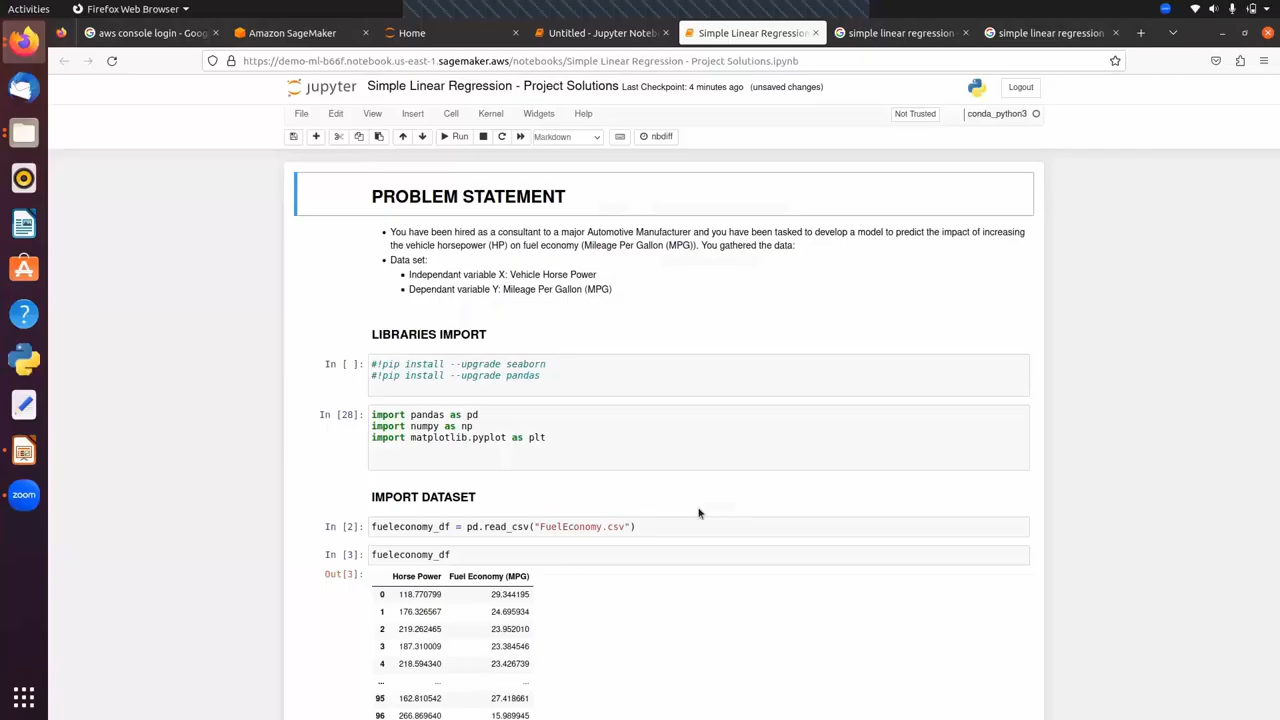 Activities
Firefox Web Browser
aws console login - Goog
Amazon SageMaker
Home
Untitled - Jupyter Noteb
Simple Linear Regression
simple linear regression
simple linear regression
https://demo-ml-b66f.notebook.us-east-1.sagemaker.aws/notebooks/Simple Linear Regression - Project Solutions.ipynb
jupyter Simple Linear Regression - Project Solutions Last Checkpoint: 4 minutes ago (unsaved changes)
Logout
File Edit View Insert Cell Kernel Widgets Help
Not Trusted
conda_python3
Run
Markdown
nbdiff
PROBLEM STATEMENT
You have been hired as a consultant to a major Automotive Manufacturer and you have been tasked to develop a model to predict the impact of increasing
the vehicle horsepower (HP) on fuel economy (Mileage Per Gallon (MPG)). You gathered the data:
Data set:
Independant variable X: Vehicle Horse Power
Dependant variable Y: Mileage Per Gallon (MPG)
LIBRARIES IMPORT
In [ ]: #!pip install --upgrade seaborn
#!pip install --upgrade pandas
In [28]: import pandas as pd
import numpy as np
import matplotlib.pyplot as plt
IMPORT DATASET
In [2]: fueleconomy_df = pd.read_csv("FuelEconomy.csv")
In [3]: fueleconomy_df
Out[3]:
Horse Power Fuel Economy (MPG)
0 118.770799 29.344195
1 176.326567 24.695934
2 219.262465 23.952010
3 187.310009 23.384546
4 218.594340 23.426739
... ... ...
95 162.810542 27.418661
96 266.869640 15.989945
zoom